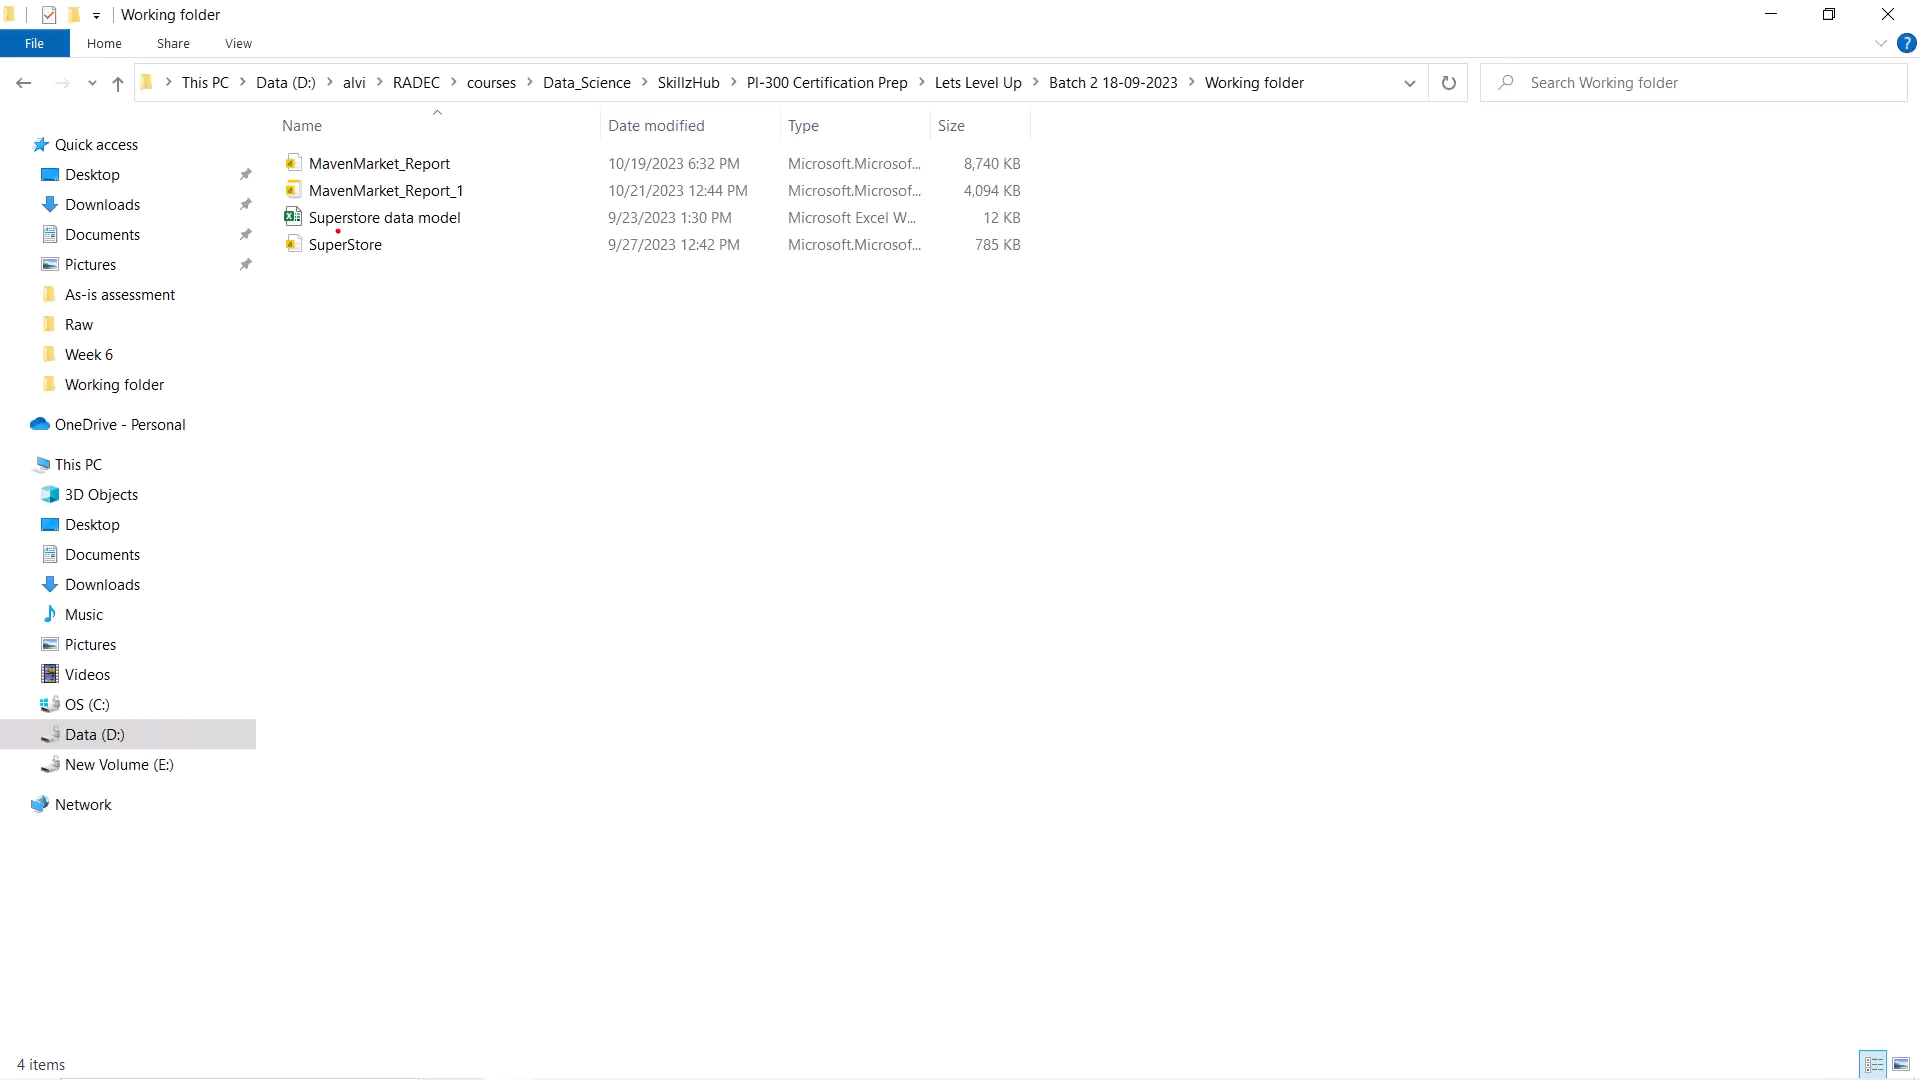 Working folder
File Home Share View
This PC Data (D:) alvi RADEC courses Data_Science SkillzHub PI-300 Certification Prep Lets Level Up Batch 2 18-09-2023 Working folder
Search Working folder
Name Date modified Type Size
MavenMarket_Report 10/19/2023 6:32 PM Microsoft.Microsof... 8,740 KB
MavenMarket_Report_1 10/21/2023 12:44 PM Microsoft.Microsof... 4,094 KB
Superstore data model 9/23/2023 1:30 PM Microsoft Excel W... 12 KB
SuperStore 9/27/2023 12:42 PM Microsoft.Microsof... 785 KB
Quick access
Desktop
Downloads
Documents
Pictures
As-is assessment
Raw
Week 6
Working folder
OneDrive - Personal
This PC
3D Objects
Desktop
Documents
Downloads
Music
Pictures
Videos
OS (C:)
Data (D:)
New Volume (E:)
Network
4 items